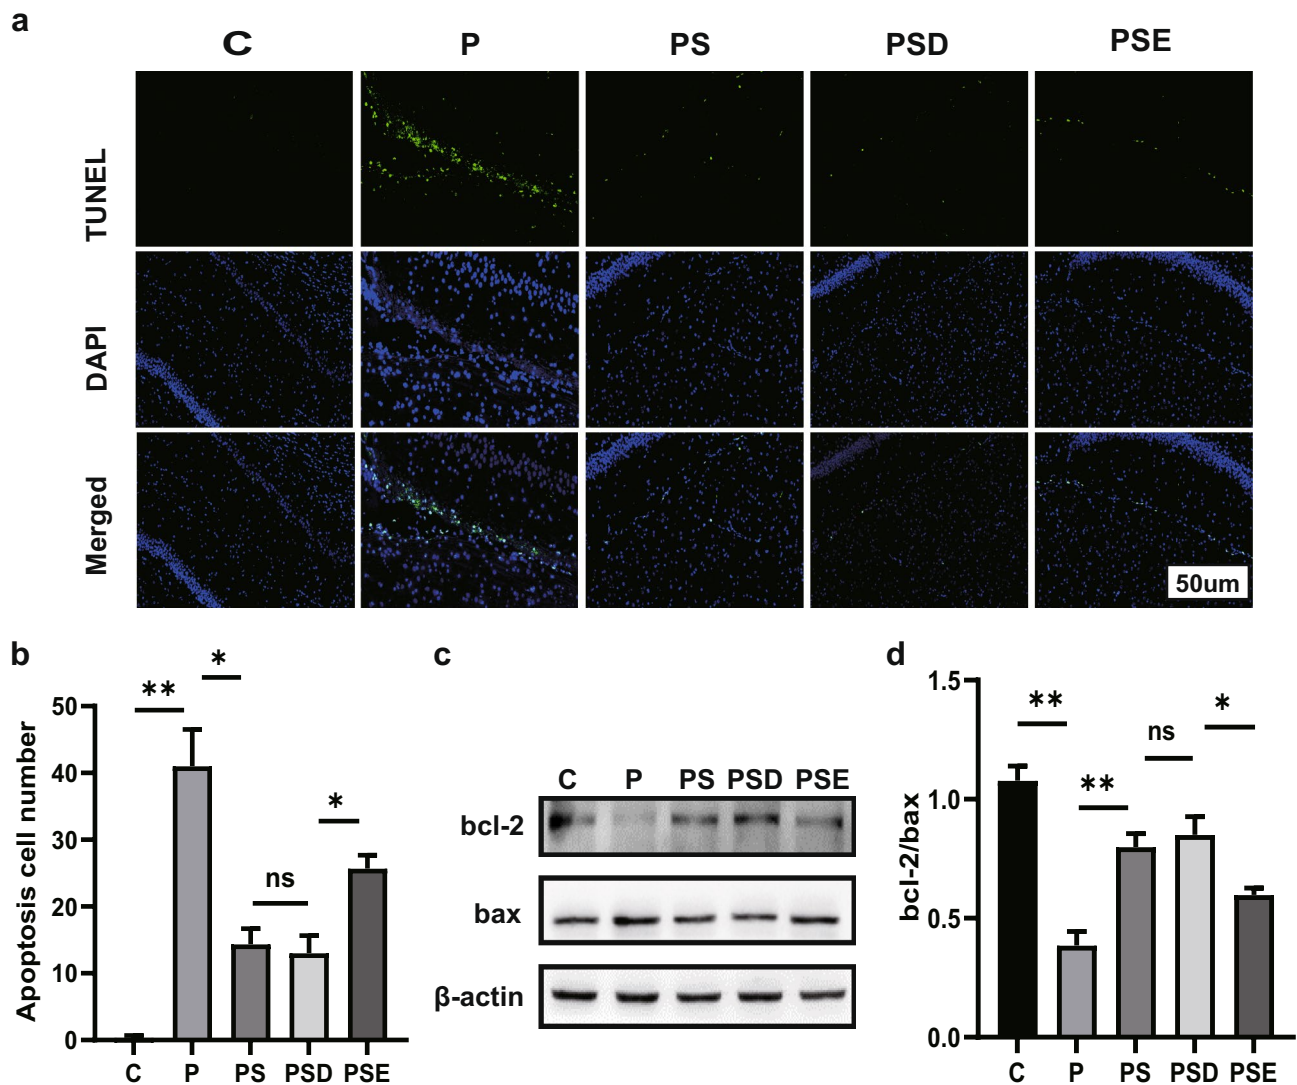 a
C P PS PSD PSE
TUNEL
DAPI
Merged
50um
b
Apoptosis cell number
50
40
30
20
10
0
** * ns *
C P PS PSD PSE
c
C P PS PSD PSE
bcl-2
bax
β-actin
d
bcl-2/bax
1.5
1.0
0.5
0.0
** ** ns *
C P PS PSD PSE